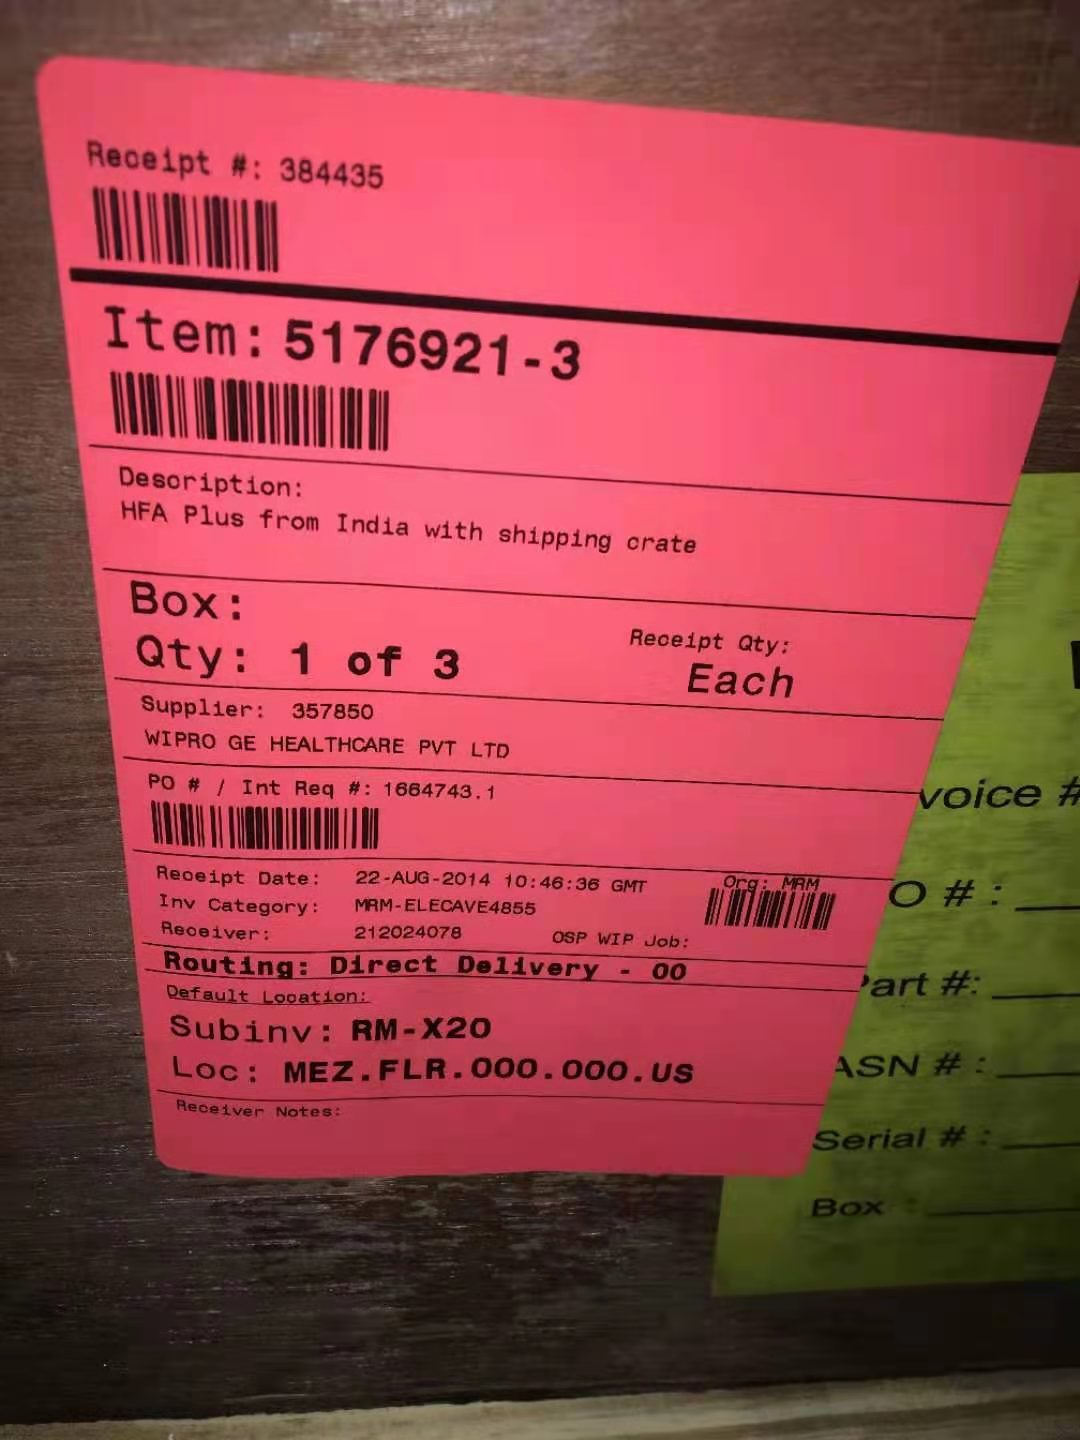 Receipt #: 384435
Item: 5176921-3
Description:
HFA Plus from India with shipping crate
Box:
Qty: 1 of 3
Receipt Qty:
Each
Supplier: 357850
WIPRO GE HEALTHCARE PVT LTD
PO # / Int Req #: 1664743.1
Receipt Date: 22-AUG-2014 10:46:36 GMT
Org: MRM
Inv Category: MRM-ELECAVE4855
Receiver: 212024078 OSP WIP Job:
Routing: Direct Delivery - 00
Default Location:
Subinv: RM-X20
Loc: MEZ.FLR.000.000.US
Receiver Notes:
voice #
O # :
art #:
ASN # :
Serial # :
Box :